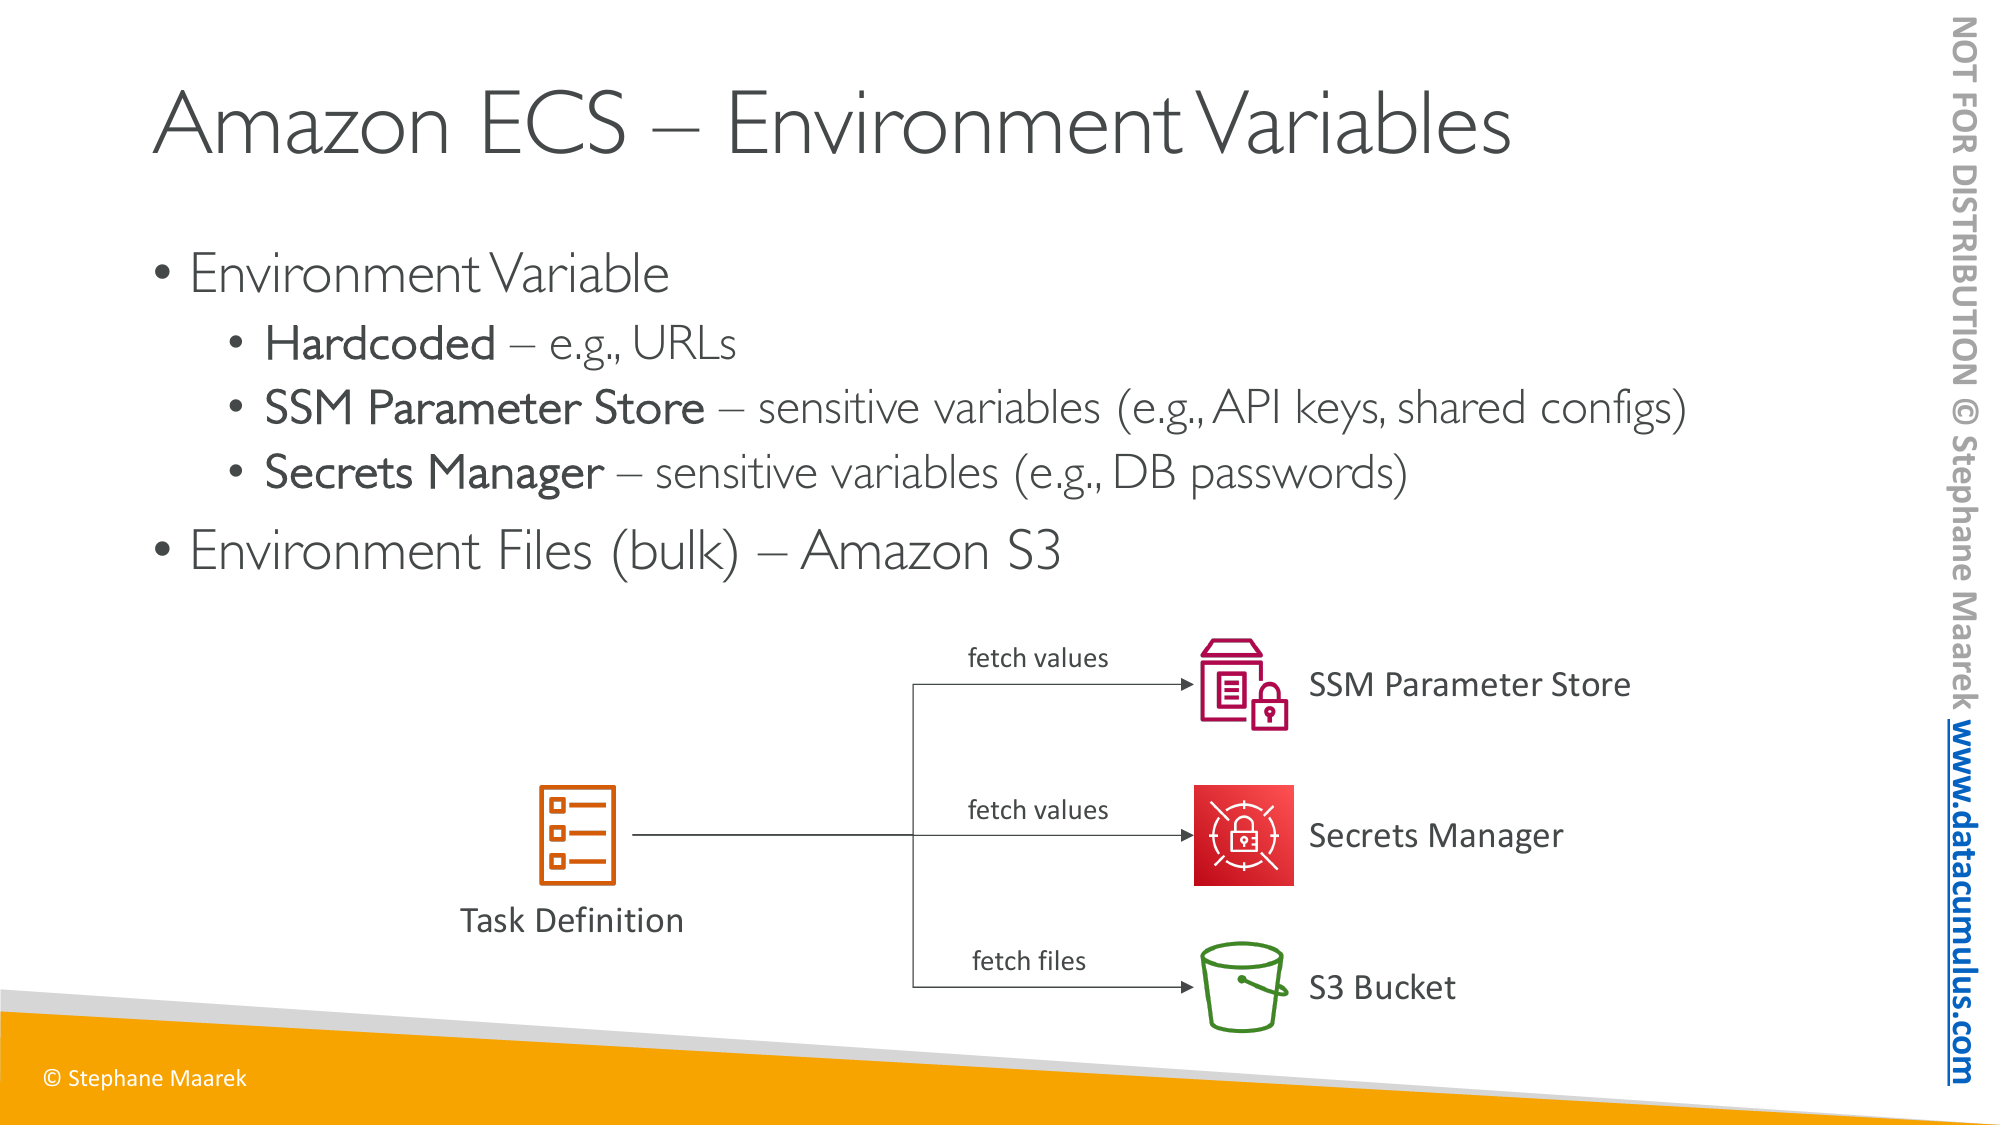 Amazon ECS – Environment Variables
• Environment Variable
• Hardcoded – e.g., URLs
• SSM Parameter Store – sensitive variables (e.g., API keys, shared configs)
• Secrets Manager – sensitive variables (e.g., DB passwords)
• Environment Files (bulk) – Amazon S3
fetch values
SSM Parameter Store
fetch values
Secrets Manager
Task Definition
fetch files
S3 Bucket
© Stephane Maarek
NOT FOR DISTRIBUTION © Stephane Maarek www.datacumulus.com